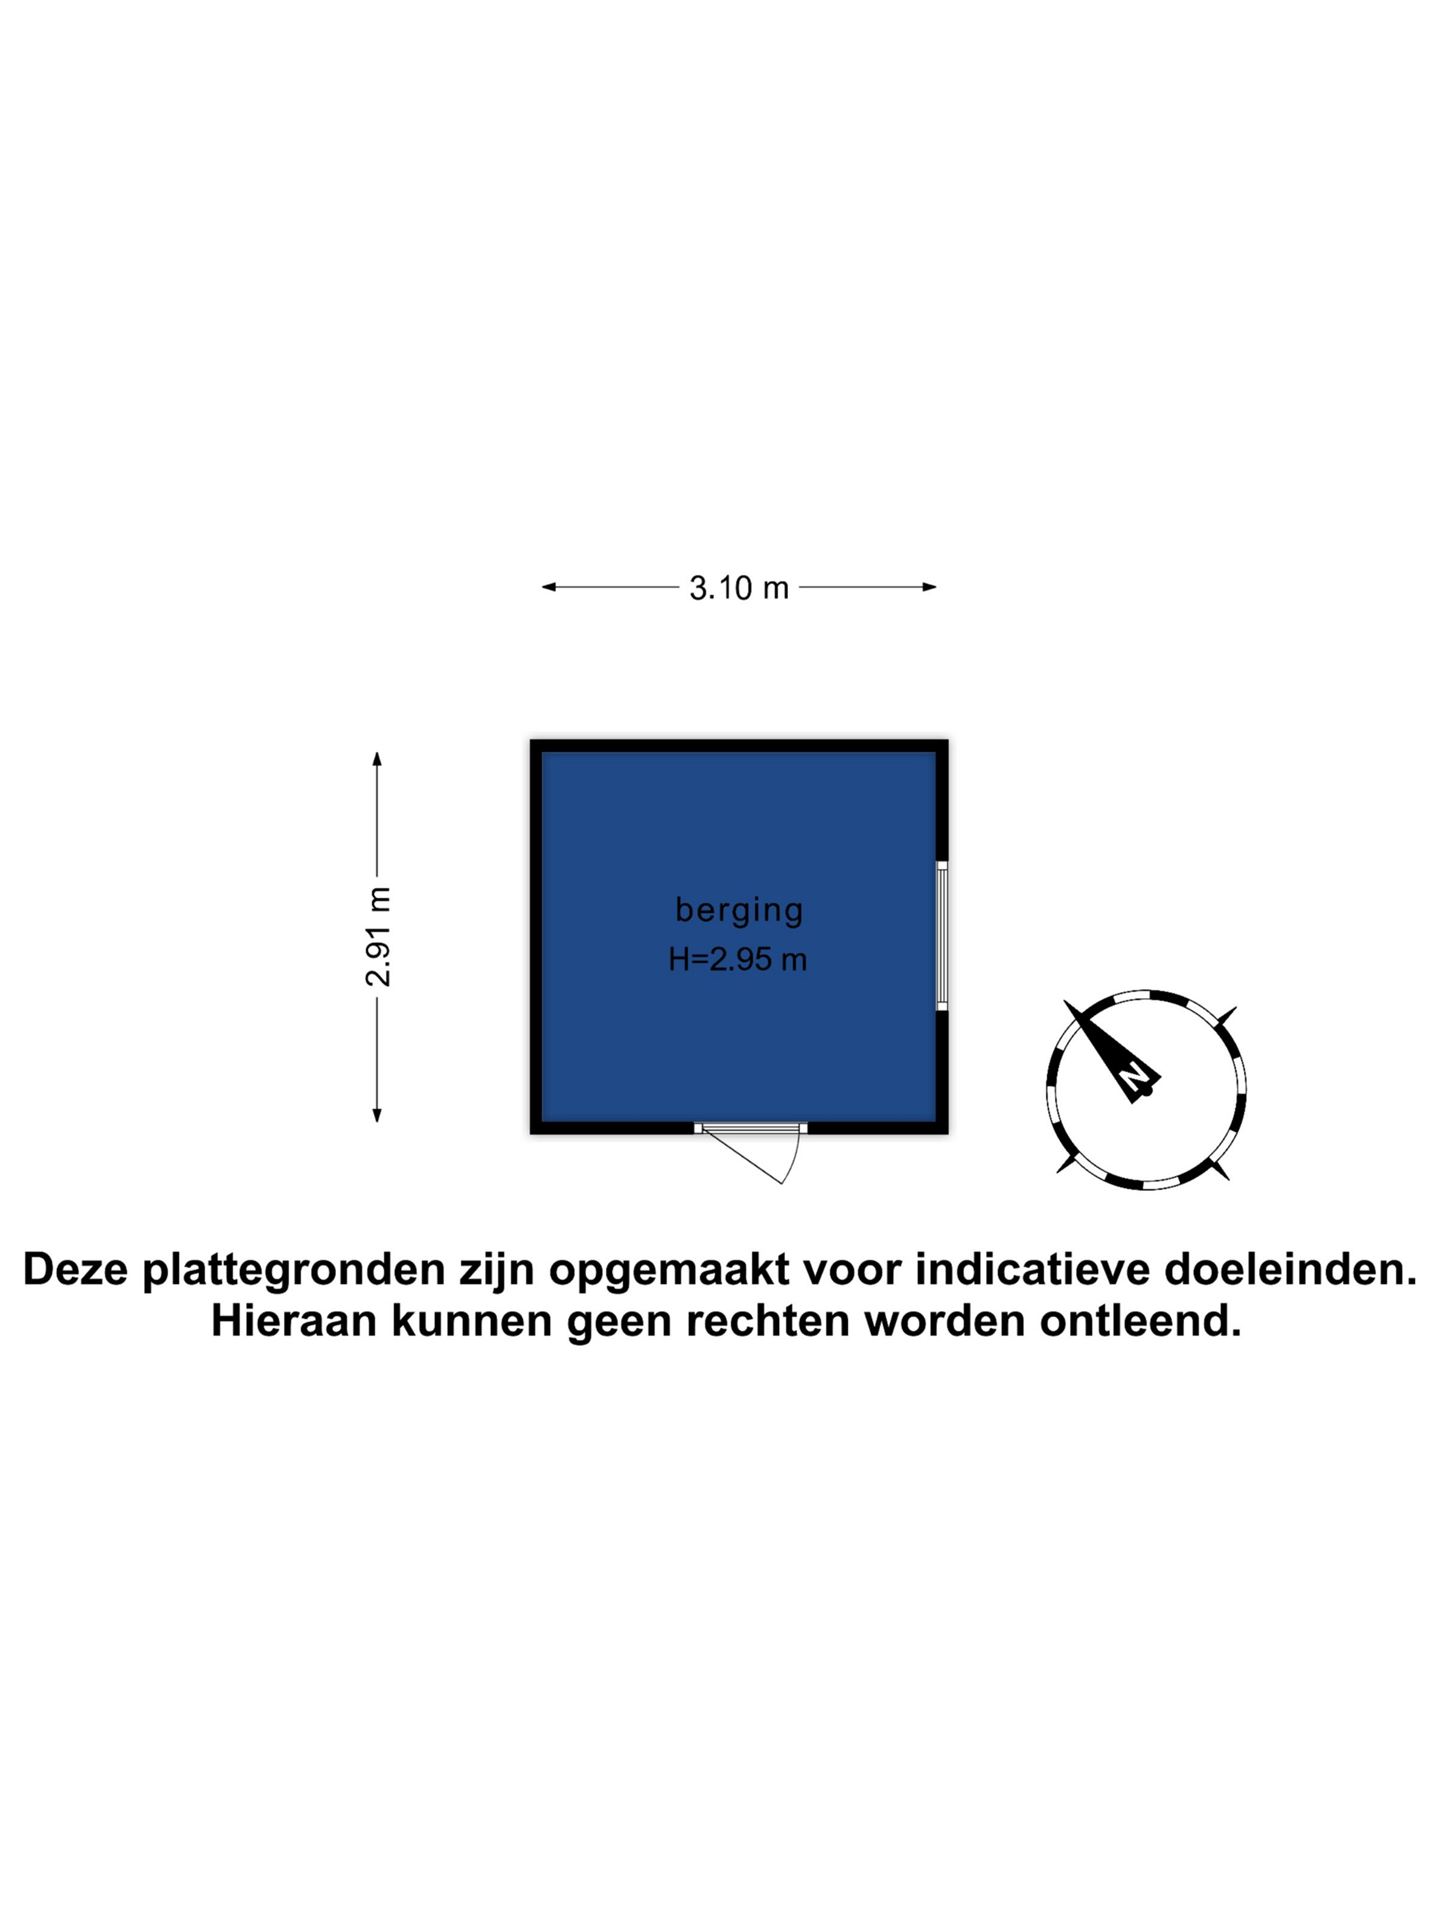 3.10 m
2.91 m
berging
H=2.95 m
N
Deze plattegronden zijn opgemaakt voor indicatieve doeleinden.
Hieraan kunnen geen rechten worden ontleend.